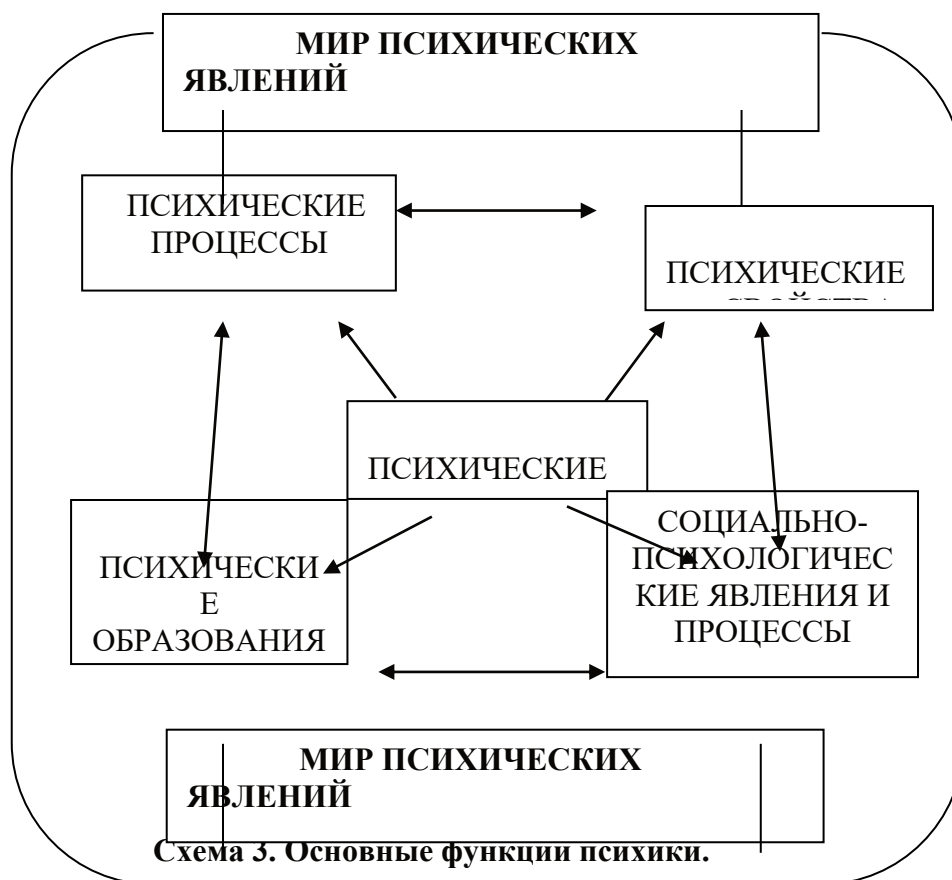 МИР ПСИХИЧЕСКИХ
ЯВЛЕНИЙ
ПСИХИЧЕСКИЕ
ПРОЦЕССЫ
ПСИХИЧЕСКИЕ
ПСИХИЧЕСКИЕ
ПСИХИЧЕСКИ
Е
ОБРАЗОВАНИЯ
СОЦИАЛЬНО-
ПСИХОЛОГИЧЕС
КИЕ ЯВЛЕНИЯ И
ПРОЦЕССЫ
МИР ПСИХИЧЕСКИХ
ЯВЛЕНИЙ
Схема 3. Основные функции психики.